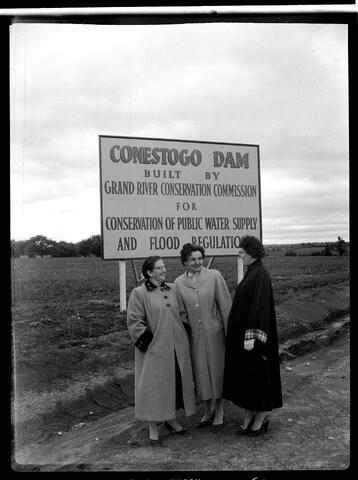 CONESTOGO DAM
BUILT BY
GRAND RIVER CONSERVATION COMMISSION
FOR
CONSERVATION OF PUBLIC WATER SUPPLY
AND FLOOD REGULATION